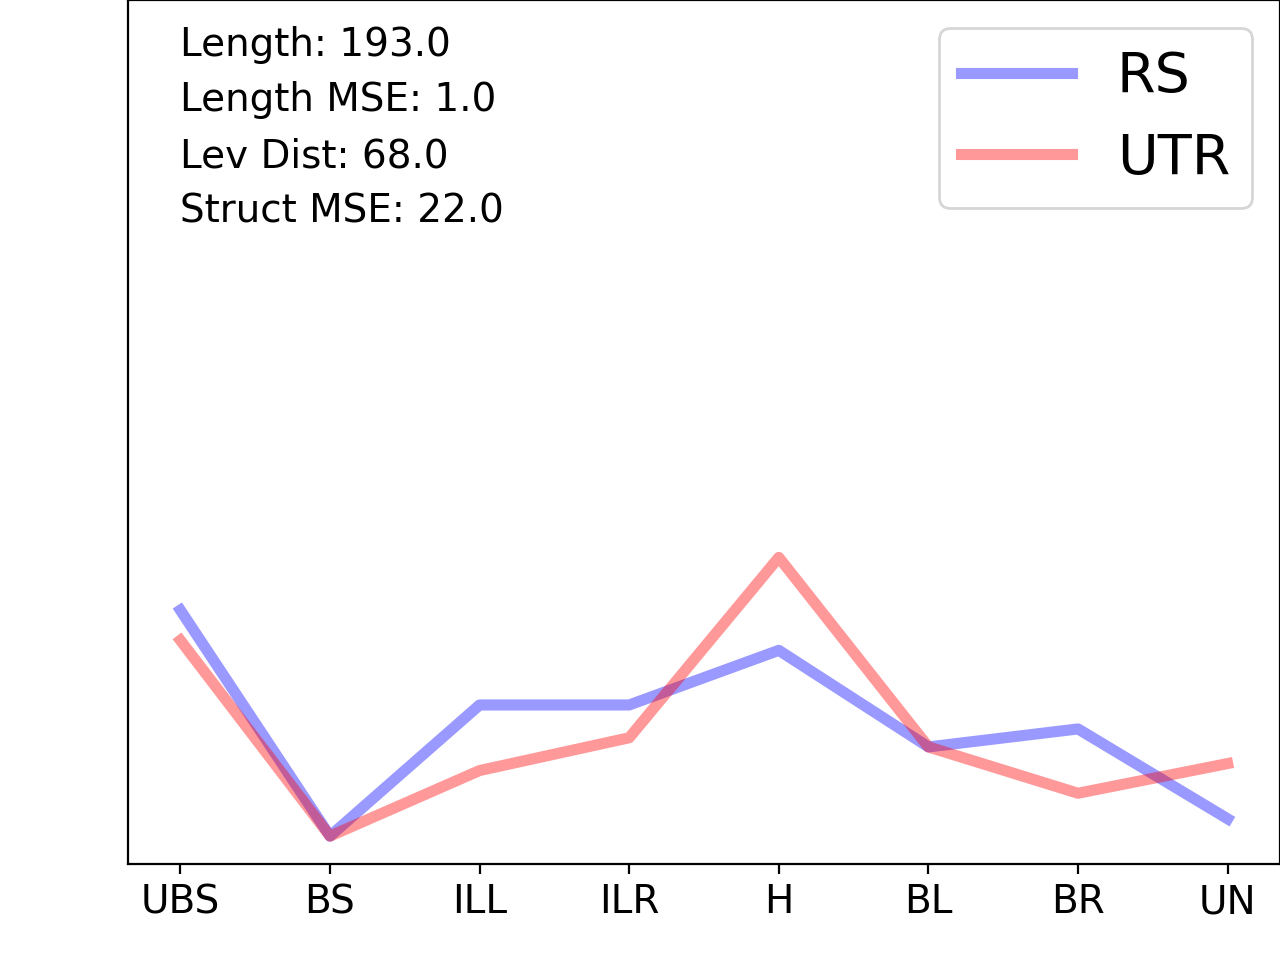 Length: 193.0
Length MSE: 1.0
Lev Dist: 68.0
Struct MSE: 22.0
RS
UTR
UBS BS ILL ILR H BL BR UN